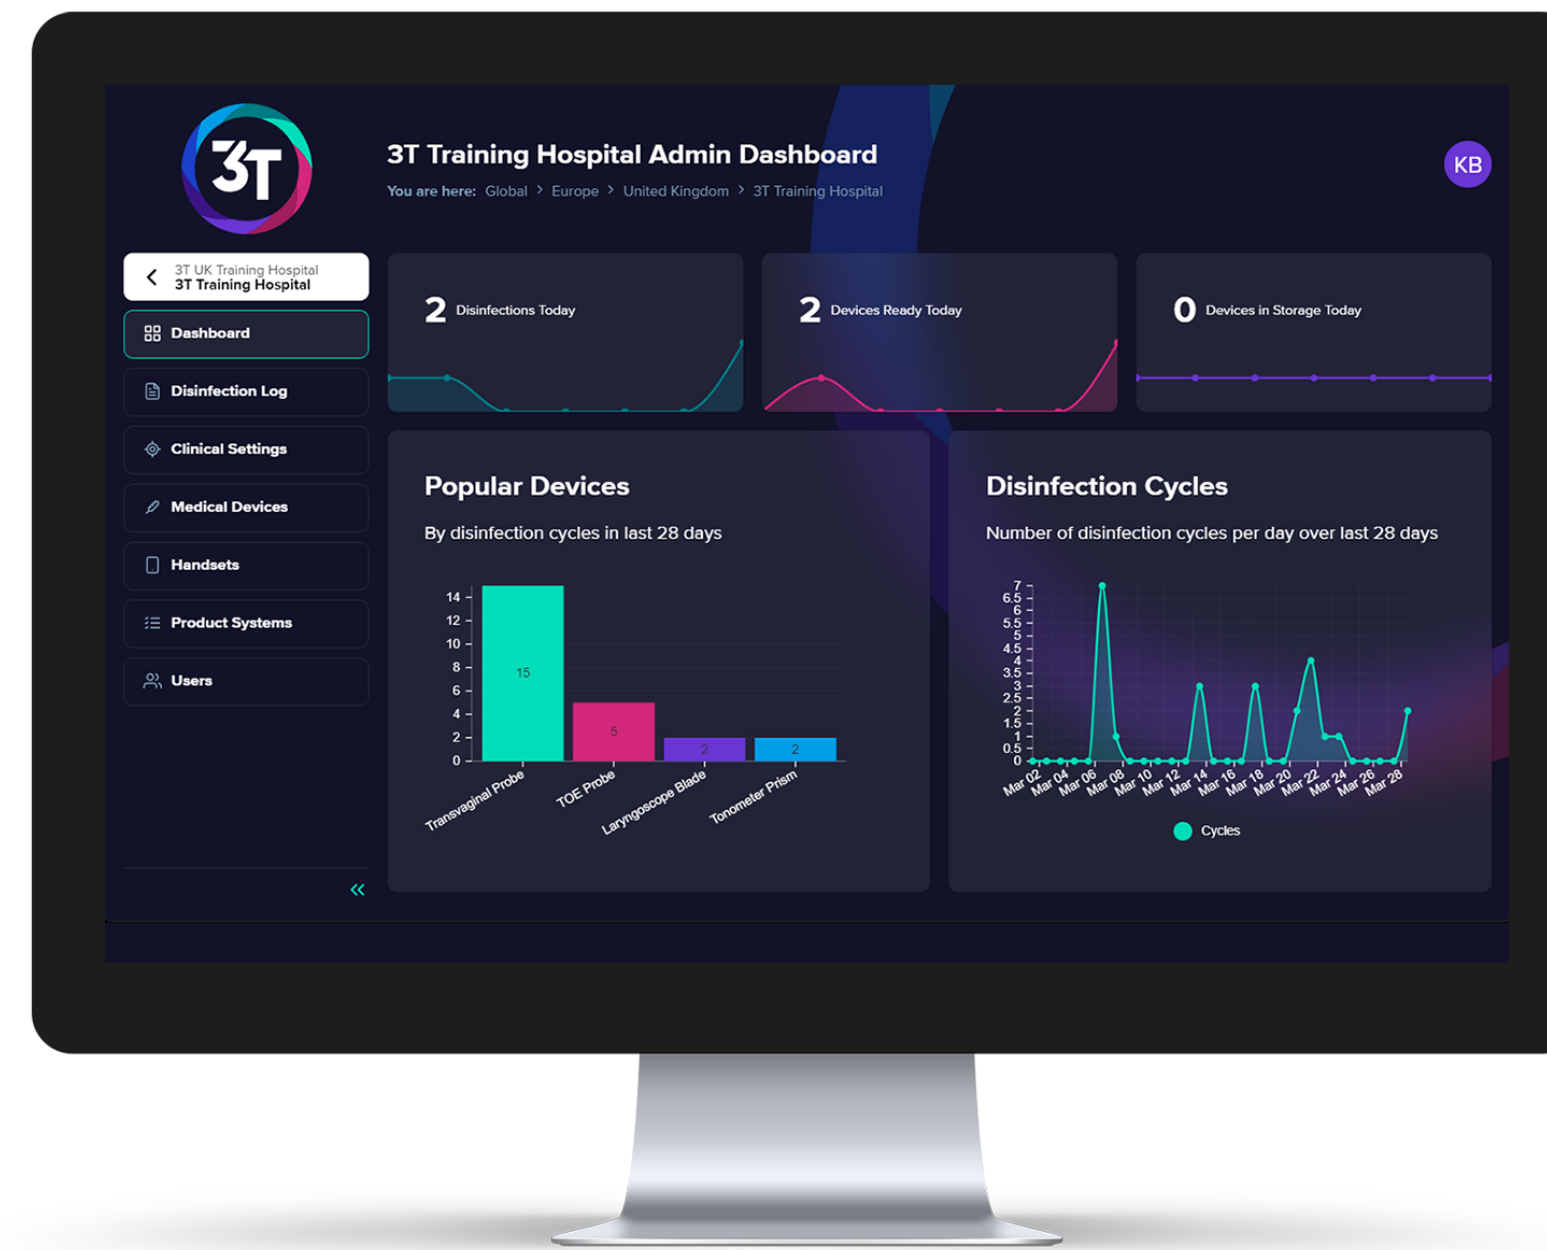 3T
3T Training Hospital Admin Dashboard
You are here: Global > Europe > United Kingdom > 3T Training Hospital
KB
3T UK Training Hospital
3T Training Hospital
Dashboard
Disinfection Log
Clinical Settings
Medical Devices
Handsets
Product Systems
Users
2 Disinfections Today
2 Devices Ready Today
0 Devices in Storage Today
Popular Devices
By disinfection cycles in last 28 days
14
12
10
8
6
4
2
0
15
5
2
2
Transvaginal Probe
TOE Probe
Laryngoscope Blade
Tonometer Prism
Disinfection Cycles
Number of disinfection cycles per day over last 28 days
7
6.5
6
5.5
5
4.5
4
3.5
3
2.5
2
1.5
1
0.5
0
Mar 02
Mar 04
Mar 06
Mar 08
Mar 10
Mar 12
Mar 14
Mar 16
Mar 18
Mar 20
Mar 22
Mar 24
Mar 26
Mar 28
Cycles